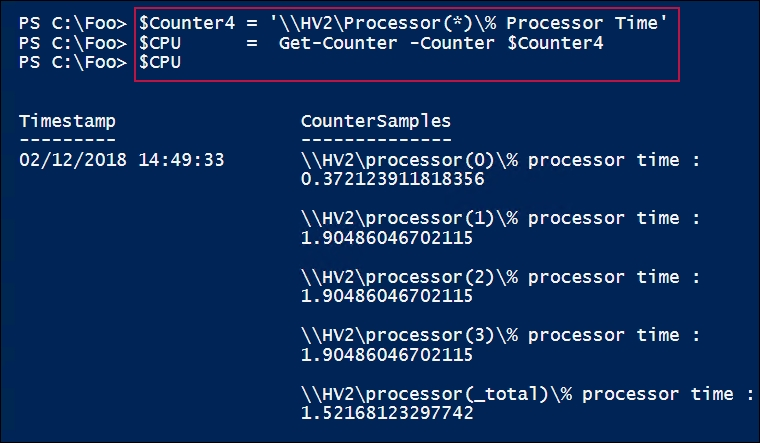 PS C:\Foo> $Counter4 = '\\HV2\Processor(*)\% Processor Time'
PS C:\Foo> $CPU      =  Get-Counter -Counter $Counter4
PS C:\Foo> $CPU
Timestamp                 CounterSamples
---------                 --------------
02/12/2018 14:49:33       \\HV2\processor(0)\% processor time :
0.372123911818356
\\HV2\processor(1)\% processor time :
1.90486046702115
\\HV2\processor(2)\% processor time :
1.90486046702115
\\HV2\processor(3)\% processor time :
1.90486046702115
\\HV2\processor(_total)\% processor time :
1.52168123297742